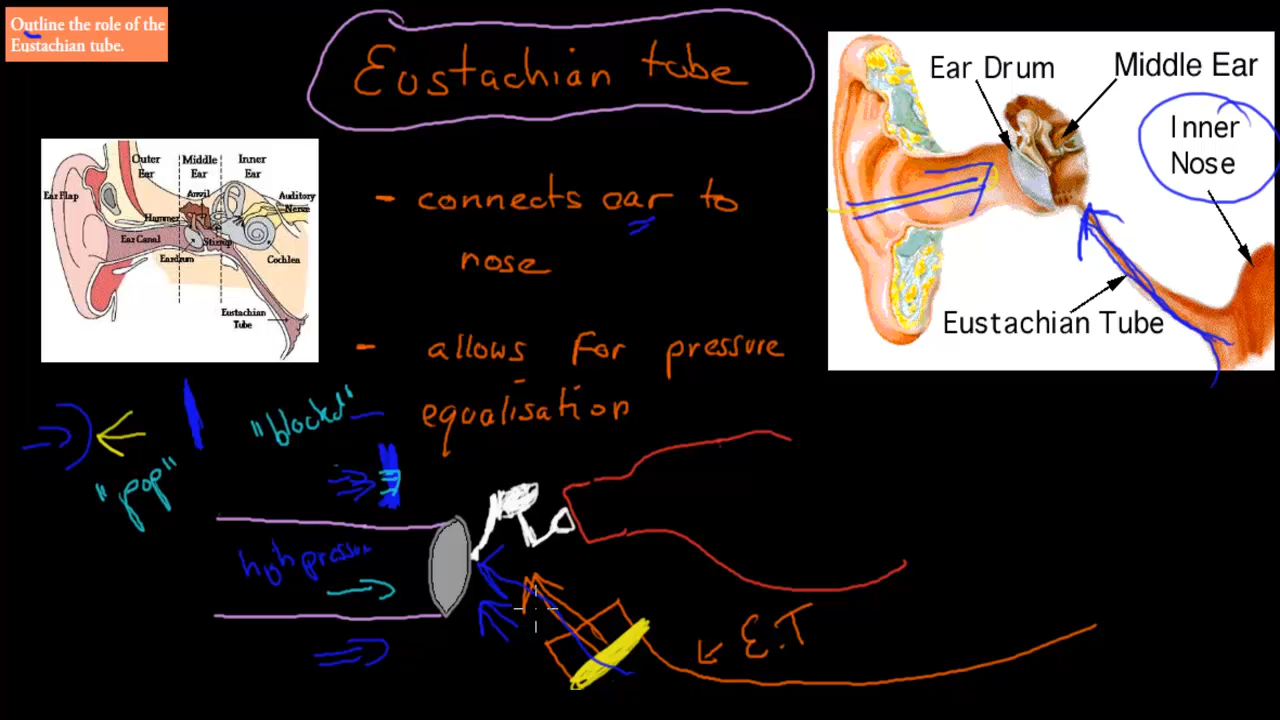 Outline the role of the
Eustachian tube.
Eustachian tube
Ear Drum
Middle Ear
Inner
Nose
Eustachian Tube
Outer
Ear
Middle
Ear
Inner
Ear
Ear Flap
Anvil
Auditory
Nerve
Hammer
Ear Canal
Stirrup
Eardrum
Cochlea
Eustachian
Tube
- connects ear to
nose
- allows for pressure
equalisation
"blocked"
"pop"
high pressure
E.T